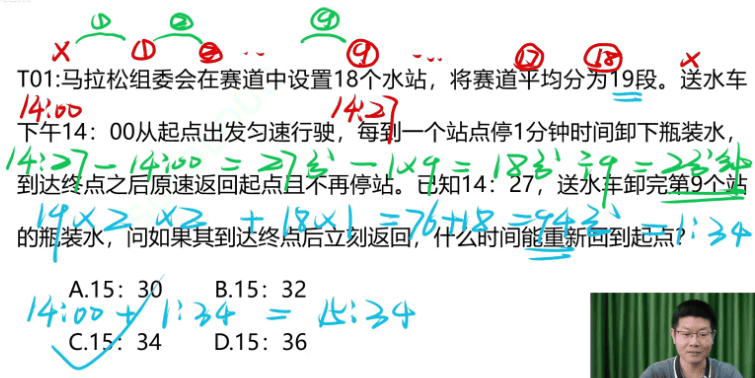 ① ② ⑨
× ① ② .. ⑨ ... ⑰ ⑱ ×
T01:马拉松组委会在赛道中设置18个水站，将赛道平均分为19段。送水车
14:00 14:27
下午14：00从起点出发匀速行驶，每到一个站点停1分钟时间卸下瓶装水，
14:27-14:00=27分-1×9=18分÷9=2分钟
到达终点之后原速返回起点且不再停站。已知14：27，送水车卸完第9个站
19×2×2+18×1=76+18=94分=1:34
的瓶装水，问如果其到达终点后立刻返回，什么时间能重新回到起点？
A.15：30 B.15：32
14:00+1:34=15:34
C.15：34 D.15：36